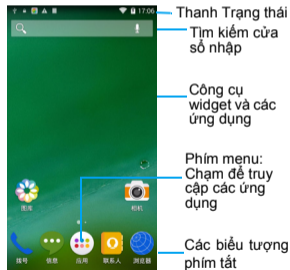 17:06
Thanh Trạng thái
Tìm kiếm cửa
sổ nhập
Công cụ
widget và các
ứng dụng
Phím menu:
Chạm để truy
cập các ứng
dụng
图库
相机
Các biểu tượng
phím tắt
拨号
信息
应用
联系人
浏览器